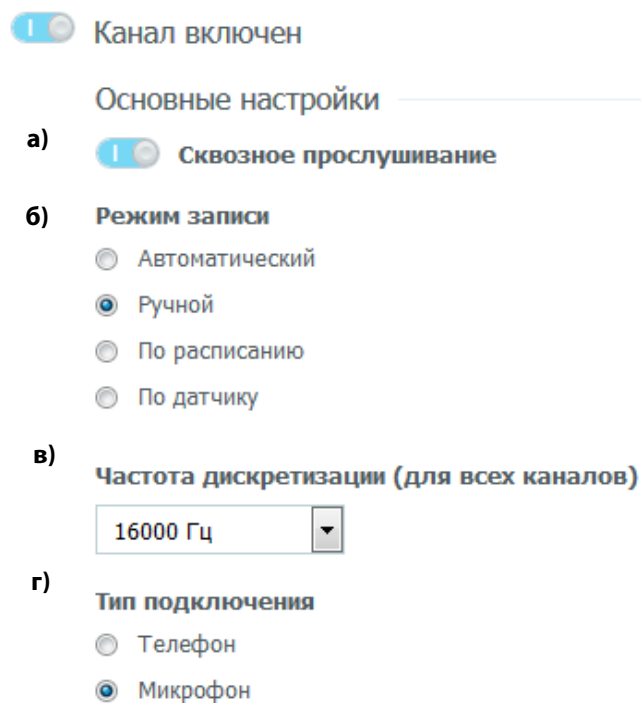 Канал включен
Основные настройки
а) Сквозное прослушивание
б) Режим записи
Автоматический
Ручной
По расписанию
По датчику
в)
Частота дискретизации (для всех каналов)
16000 Гц
г)
Тип подключения
Телефон
Микрофон